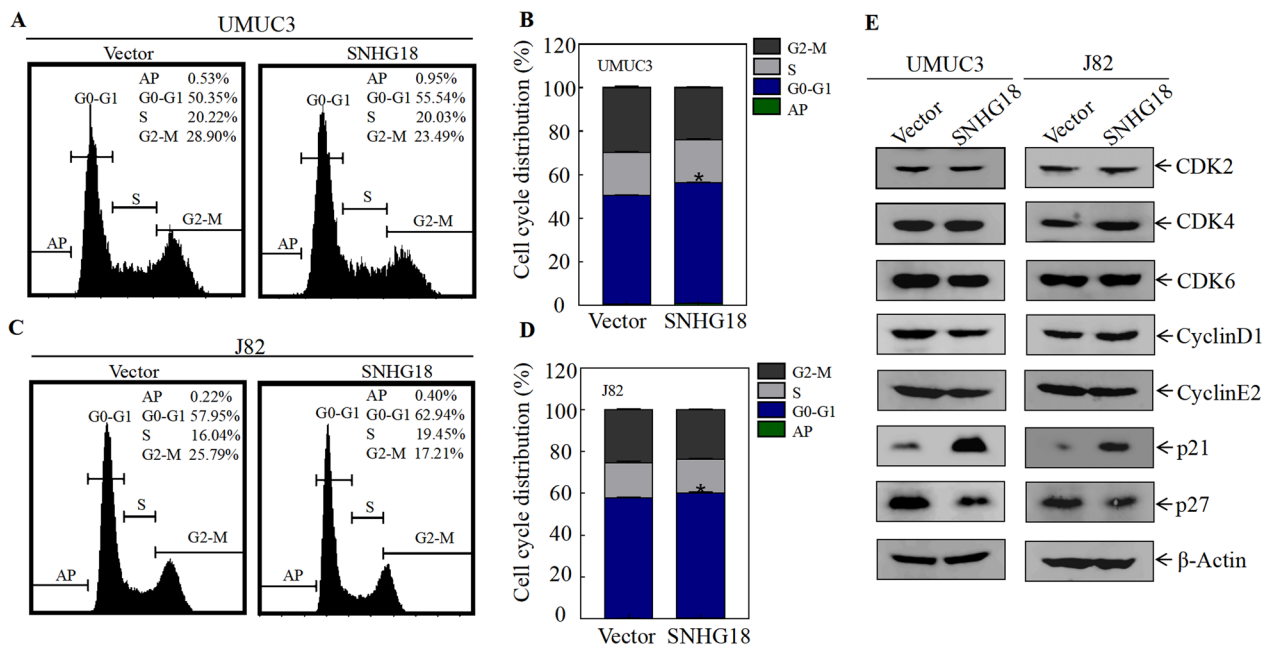 A
UMUC3
Vector
AP 0.53%
G0-G1 50.35%
S 20.22%
G2-M 28.90%
G0-G1
S
G2-M
AP
SNHG18
AP 0.95%
G0-G1 55.54%
S 20.03%
G2-M 23.49%
G0-G1
S
G2-M
AP
B
Cell cycle distribution (%)
120
100
80
60
40
20
0
UMUC3
*
Vector SNHG18
G2-M
S
G0-G1
AP
C
J82
Vector
AP 0.22%
G0-G1 57.95%
S 16.04%
G2-M 25.79%
G0-G1
S
G2-M
AP
SNHG18
AP 0.40%
G0-G1 62.94%
S 19.45%
G2-M 17.21%
G0-G1
S
G2-M
AP
D
Cell cycle distribution (%)
120
100
80
60
40
20
0
J82
*
Vector SNHG18
G2-M
S
G0-G1
AP
E
UMUC3 J82
Vector SNHG18 Vector SNHG18
CDK2
CDK4
CDK6
CyclinD1
CyclinE2
p21
p27
β-Actin